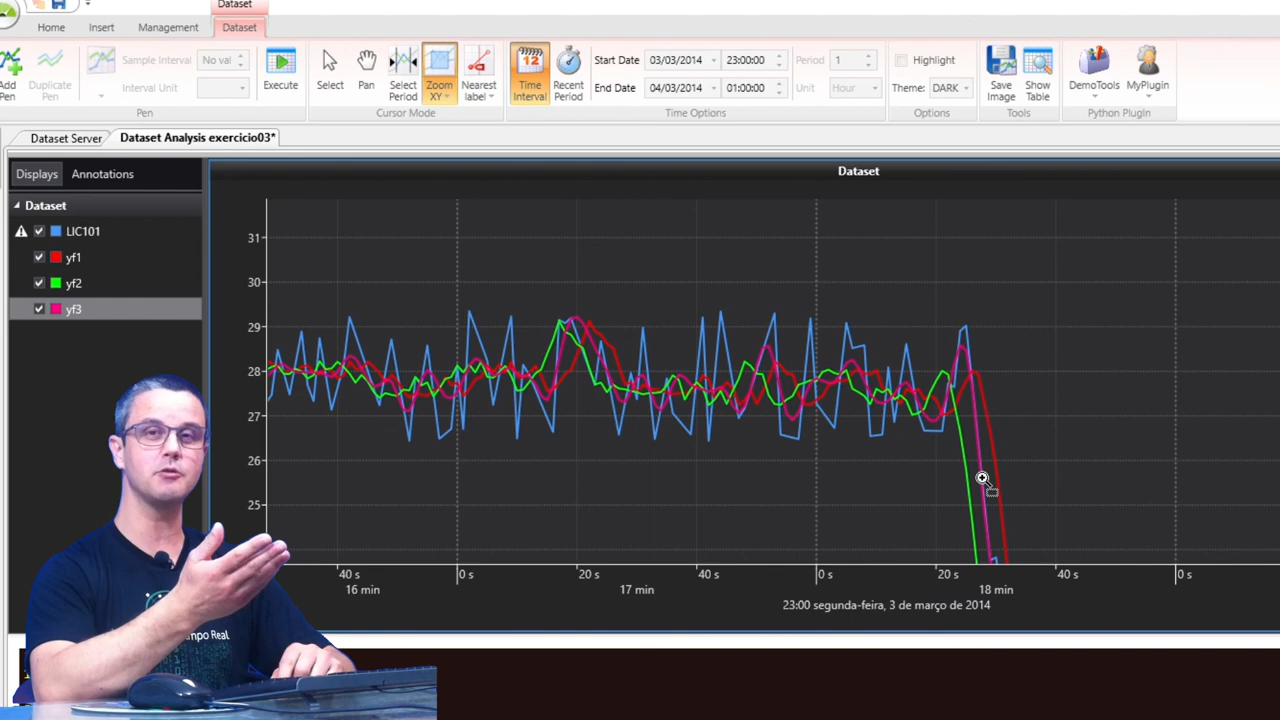 Dataset
Home Insert Management Dataset
Add Pen
Duplicate Pen
Sample Interval No val
Interval Unit
Pen
Execute
Select
Pan
Select Period
Zoom XY
Nearest label
Cursor Mode
12
Time Interval
Recent Period
Start Date 03/03/2014 23:00:00
End Date 04/03/2014 01:00:00
Period 1
Unit Hour
Time Options
Highlight
Theme: DARK
Options
Save Image
Show Table
Tools
DemoTools
MyPlugin
Python Plugin
Dataset Server Dataset Analysis exercicio03*
Displays Annotations
Dataset
LIC101
yf1
yf2
yf3
Dataset
31
30
29
28
27
26
25
40 s 0 s 20 s 40 s 0 s 20 s 40 s 0 s
16 min 17 min 18 min
23:00 segunda-feira, 3 de março de 2014
mpo Real